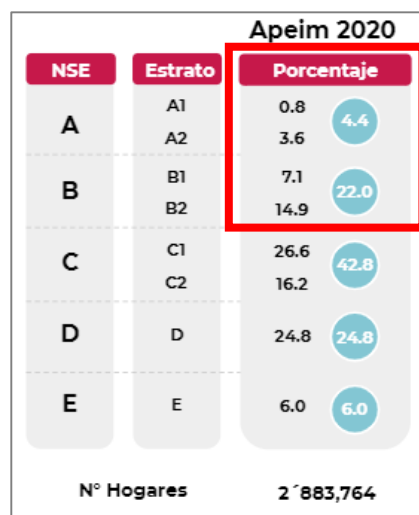 Apeim 2020
NSE Estrato Porcentaje
A1 0.8
A 4.4
A2 3.6
B1 7.1
B 22.0
B2 14.9
C1 26.6
C 42.8
C2 16.2
D D 24.8 24.8
E E 6.0 6.0
N° Hogares 2´883,764